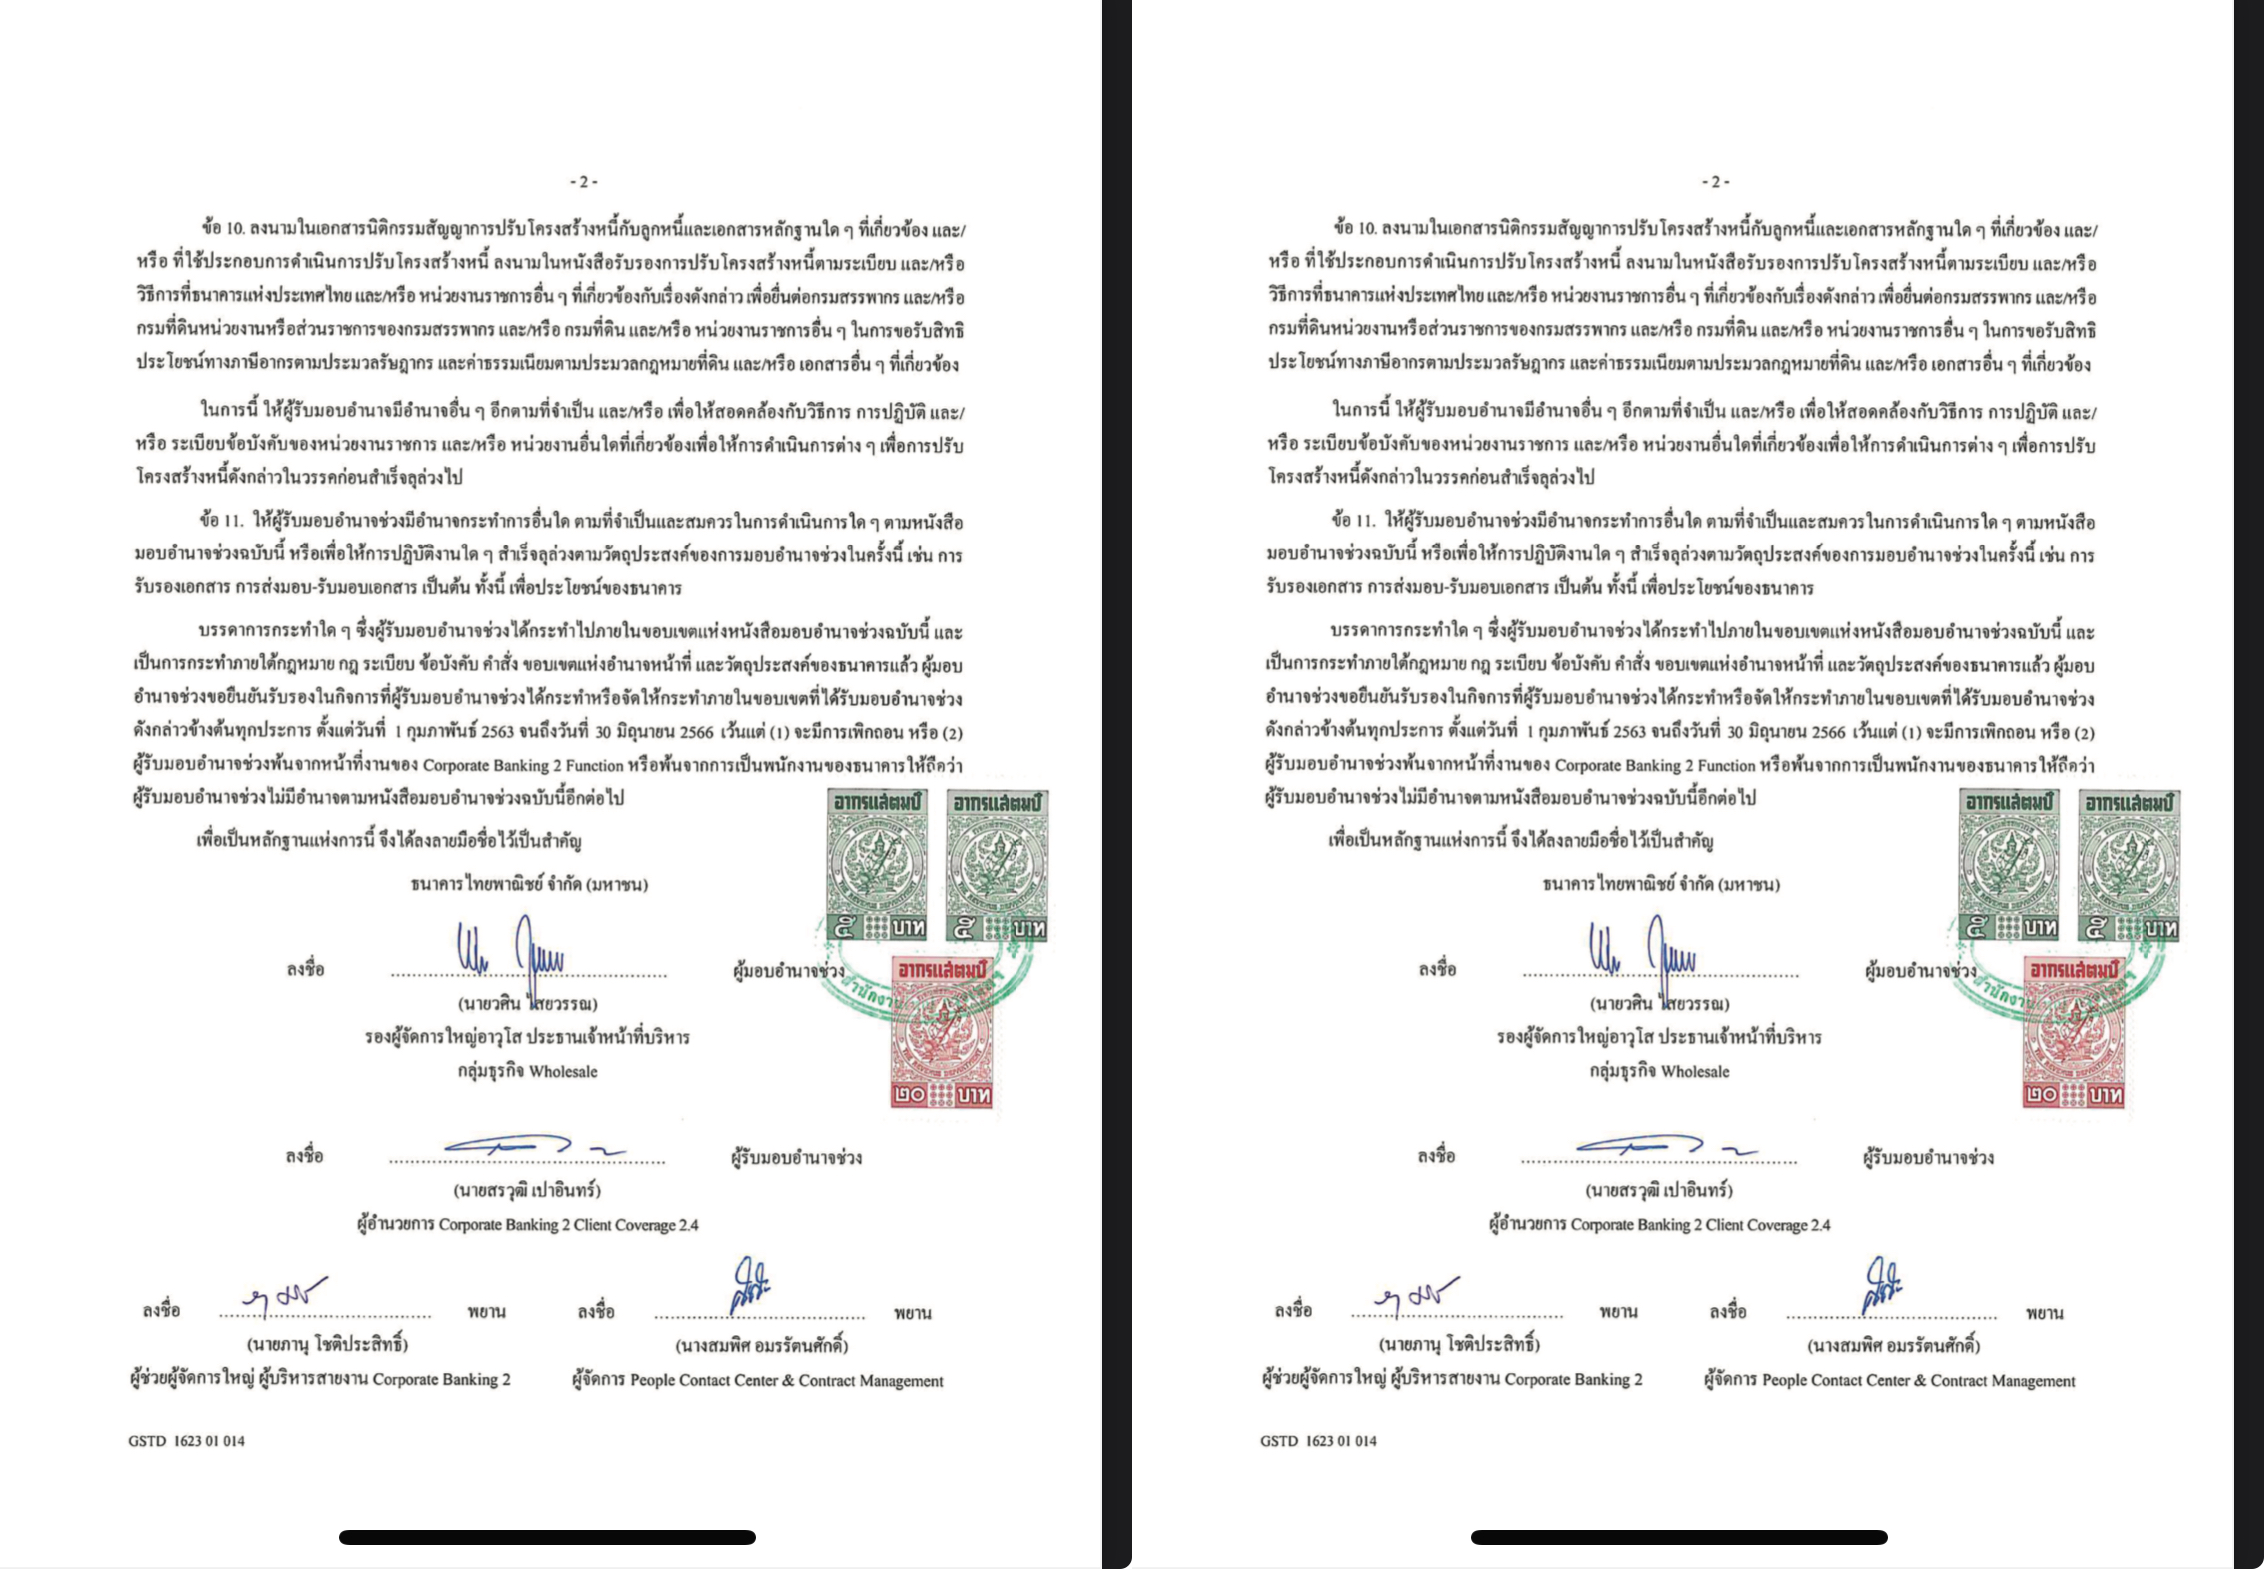 - 2 -
ข้อ 10. ลงนามในเอกสารนิติกรรมสัญญาการปรับโครงสร้างหนี้กับลูกหนี้และเอกสารหลักฐานใด ๆ ที่เกี่ยวข้อง และ/
หรือ ที่ใช้ประกอบการดำเนินการปรับโครงสร้างหนี้ ลงนามในหนังสือรับรองการปรับโครงสร้างหนี้ตามระเบียบ และ/หรือ
วิธีการที่ธนาคารแห่งประเทศไทย และ/หรือ หน่วยงานราชการอื่น ๆ ที่เกี่ยวข้องกับเรื่องดังกล่าว เพื่อยื่นต่อกรมสรรพากร และ/หรือ
กรมที่ดินหน่วยงานหรือส่วนราชการของกรมสรรพากร และ/หรือ กรมที่ดิน และ/หรือ หน่วยงานราชการอื่น ๆ ในการขอรับสิทธิ
ประโยชน์ทางภาษีอากรตามประมวลรัษฎากร และค่าธรรมเนียมตามประมวลกฎหมายที่ดิน และ/หรือ เอกสารอื่น ๆ ที่เกี่ยวข้อง
ในการนี้ ให้ผู้รับมอบอำนาจมีอำนาจอื่น ๆ อีกตามที่จำเป็น และ/หรือ เพื่อให้สอดคล้องกับวิธีการ การปฏิบัติ และ/
หรือ ระเบียบข้อบังคับของหน่วยงานราชการ และ/หรือ หน่วยงานอื่นใดที่เกี่ยวข้องเพื่อให้การดำเนินการต่าง ๆ เพื่อการปรับ
โครงสร้างหนี้ดังกล่าวในวรรคก่อนสำเร็จลุล่วงไป
ข้อ 11. ให้ผู้รับมอบอำนาจช่วงมีอำนาจกระทำการอื่นใด ตามที่จำเป็นและสมควรในการดำเนินการใด ๆ ตามหนังสือ
มอบอำนาจช่วงฉบับนี้ หรือเพื่อให้การปฏิบัติงานใด ๆ สำเร็จลุล่วงตามวัตถุประสงค์ของการมอบอำนาจช่วงในครั้งนี้ เช่น การ
รับรองเอกสาร การส่งมอบ-รับมอบเอกสาร เป็นต้น ทั้งนี้ เพื่อประโยชน์ของธนาคาร
บรรดาการกระทำใด ๆ ซึ่งผู้รับมอบอำนาจช่วงได้กระทำไปภายในขอบเขตแห่งหนังสือมอบอำนาจช่วงฉบับนี้ และ
เป็นการกระทำภายใต้กฎหมาย กฎ ระเบียบ ข้อบังคับ คำสั่ง ขอบเขตแห่งอำนาจหน้าที่ และวัตถุประสงค์ของธนาคารแล้ว ผู้มอบ
อำนาจช่วงขอยืนยันรับรองในกิจการที่ผู้รับมอบอำนาจช่วงได้กระทำหรือจัดให้กระทำภายในขอบเขตที่ได้รับมอบอำนาจช่วง
ดังกล่าวข้างต้นทุกประการ ตั้งแต่วันที่ 1 กุมภาพันธ์ 2563 จนถึงวันที่ 30 มิถุนายน 2566 เว้นแต่ (1) จะมีการเพิกถอน หรือ (2)
ผู้รับมอบอำนาจช่วงพ้นจากหน้าที่งานของ Corporate Banking 2 Function หรือพ้นจากการเป็นพนักงานของธนาคารให้ถือว่า
ผู้รับมอบอำนาจช่วงไม่มีอำนาจตามหนังสือมอบอำนาจช่วงฉบับนี้อีกต่อไป
เพื่อเป็นหลักฐานแห่งการนี้ จึงได้ลงลายมือชื่อไว้เป็นสำคัญ
อากรแสตมป์ อากรแสตมป์
๕ บาท ๕ บาท
ธนาคารไทยพาณิชย์ จำกัด (มหาชน)
ลงชื่อ ผู้มอบอำนาจช่วง
อากรแสตมป์
สำนักงาน
๒๐ บาท
(นายวศิน ไสยวรรณ)
รองผู้จัดการใหญ่อาวุโส ประธานเจ้าหน้าที่บริหาร
กลุ่มธุรกิจ Wholesale
ลงชื่อ ผู้รับมอบอำนาจช่วง
(นายสรวุฒิ เปาอินทร์)
ผู้อำนวยการ Corporate Banking 2 Client Coverage 2.4
ลงชื่อ พยาน ลงชื่อ พยาน
(นายภานุ โชติประสิทธิ์) (นางสมพิศ อมรรัตนศักดิ์)
ผู้ช่วยผู้จัดการใหญ่ ผู้บริหารสายงาน Corporate Banking 2 ผู้จัดการ People Contact Center & Contract Management
GSTD 1623 01 014
- 2 -
ข้อ 10. ลงนามในเอกสารนิติกรรมสัญญาการปรับโครงสร้างหนี้กับลูกหนี้และเอกสารหลักฐานใด ๆ ที่เกี่ยวข้อง และ/
หรือ ที่ใช้ประกอบการดำเนินการปรับโครงสร้างหนี้ ลงนามในหนังสือรับรองการปรับโครงสร้างหนี้ตามระเบียบ และ/หรือ
วิธีการที่ธนาคารแห่งประเทศไทย และ/หรือ หน่วยงานราชการอื่น ๆ ที่เกี่ยวข้องกับเรื่องดังกล่าว เพื่อยื่นต่อกรมสรรพากร และ/หรือ
กรมที่ดินหน่วยงานหรือส่วนราชการของกรมสรรพากร และ/หรือ กรมที่ดิน และ/หรือ หน่วยงานราชการอื่น ๆ ในการขอรับสิทธิ
ประโยชน์ทางภาษีอากรตามประมวลรัษฎากร และค่าธรรมเนียมตามประมวลกฎหมายที่ดิน และ/หรือ เอกสารอื่น ๆ ที่เกี่ยวข้อง
ในการนี้ ให้ผู้รับมอบอำนาจมีอำนาจอื่น ๆ อีกตามที่จำเป็น และ/หรือ เพื่อให้สอดคล้องกับวิธีการ การปฏิบัติ และ/
หรือ ระเบียบข้อบังคับของหน่วยงานราชการ และ/หรือ หน่วยงานอื่นใดที่เกี่ยวข้องเพื่อให้การดำเนินการต่าง ๆ เพื่อการปรับ
โครงสร้างหนี้ดังกล่าวในวรรคก่อนสำเร็จลุล่วงไป
ข้อ 11. ให้ผู้รับมอบอำนาจช่วงมีอำนาจกระทำการอื่นใด ตามที่จำเป็นและสมควรในการดำเนินการใด ๆ ตามหนังสือ
มอบอำนาจช่วงฉบับนี้ หรือเพื่อให้การปฏิบัติงานใด ๆ สำเร็จลุล่วงตามวัตถุประสงค์ของการมอบอำนาจช่วงในครั้งนี้ เช่น การ
รับรองเอกสาร การส่งมอบ-รับมอบเอกสาร เป็นต้น ทั้งนี้ เพื่อประโยชน์ของธนาคาร
บรรดาการกระทำใด ๆ ซึ่งผู้รับมอบอำนาจช่วงได้กระทำไปภายในขอบเขตแห่งหนังสือมอบอำนาจช่วงฉบับนี้ และ
เป็นการกระทำภายใต้กฎหมาย กฎ ระเบียบ ข้อบังคับ คำสั่ง ขอบเขตแห่งอำนาจหน้าที่ และวัตถุประสงค์ของธนาคารแล้ว ผู้มอบ
อำนาจช่วงขอยืนยันรับรองในกิจการที่ผู้รับมอบอำนาจช่วงได้กระทำหรือจัดให้กระทำภายในขอบเขตที่ได้รับมอบอำนาจช่วง
ดังกล่าวข้างต้นทุกประการ ตั้งแต่วันที่ 1 กุมภาพันธ์ 2563 จนถึงวันที่ 30 มิถุนายน 2566 เว้นแต่ (1) จะมีการเพิกถอน หรือ (2)
ผู้รับมอบอำนาจช่วงพ้นจากหน้าที่งานของ Corporate Banking 2 Function หรือพ้นจากการเป็นพนักงานของธนาคารให้ถือว่า
ผู้รับมอบอำนาจช่วงไม่มีอำนาจตามหนังสือมอบอำนาจช่วงฉบับนี้อีกต่อไป
เพื่อเป็นหลักฐานแห่งการนี้ จึงได้ลงลายมือชื่อไว้เป็นสำคัญ
อากรแสตมป์ อากรแสตมป์
๕ บาท ๕ บาท
ธนาคารไทยพาณิชย์ จำกัด (มหาชน)
ลงชื่อ ผู้มอบอำนาจช่วง
อากรแสตมป์
สำนักงาน
๒๐ บาท
(นายวศิน ไสยวรรณ)
รองผู้จัดการใหญ่อาวุโส ประธานเจ้าหน้าที่บริหาร
กลุ่มธุรกิจ Wholesale
ลงชื่อ ผู้รับมอบอำนาจช่วง
(นายสรวุฒิ เปาอินทร์)
ผู้อำนวยการ Corporate Banking 2 Client Coverage 2.4
ลงชื่อ พยาน ลงชื่อ พยาน
(นายภานุ โชติประสิทธิ์) (นางสมพิศ อมรรัตนศักดิ์)
ผู้ช่วยผู้จัดการใหญ่ ผู้บริหารสายงาน Corporate Banking 2 ผู้จัดการ People Contact Center & Contract Management
GSTD 1623 01 014